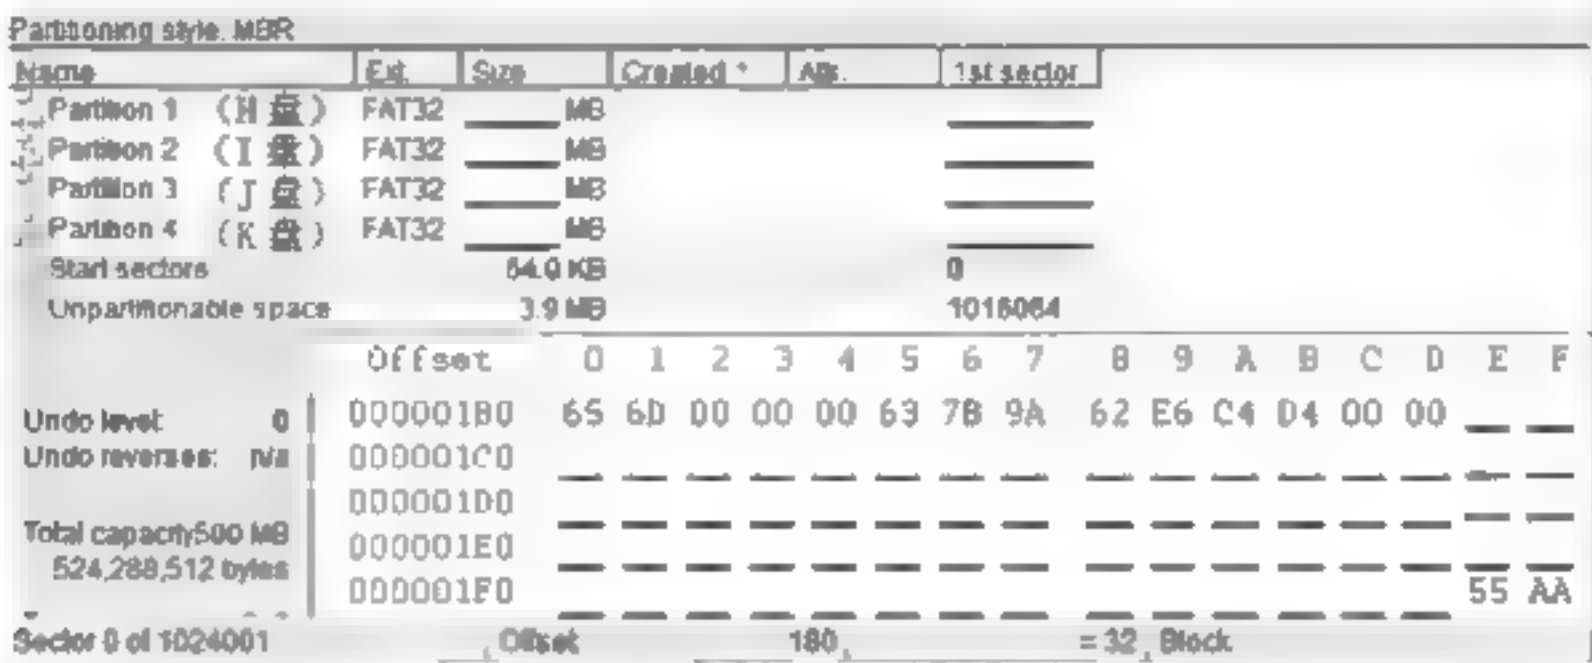 Partitioning style: MBR
Name Ext. Size Created Attr. 1st sector
Partition 1 (H 盘) FAT32 MB
Partition 2 (I 盘) FAT32 MB
Partition 3 (J 盘) FAT32 MB
Partition 4 (K 盘) FAT32 MB
Start sectors 64.0 KB 0
Unpartitionable space 3.9 MB 1016064
Offset 0 1 2 3 4 5 6 7 8 9 A B C D E F
Undo level: 0 000001B0 65 6D 00 00 00 63 7B 9A 62 E6 C4 D4 00 00
Undo reverses: n/a 000001C0
000001D0
Total capacity500 MB 000001E0
524,288,512 bytes 000001F0 55 AA
Sector 0 of 1024001 Offset 180 = 32 Block